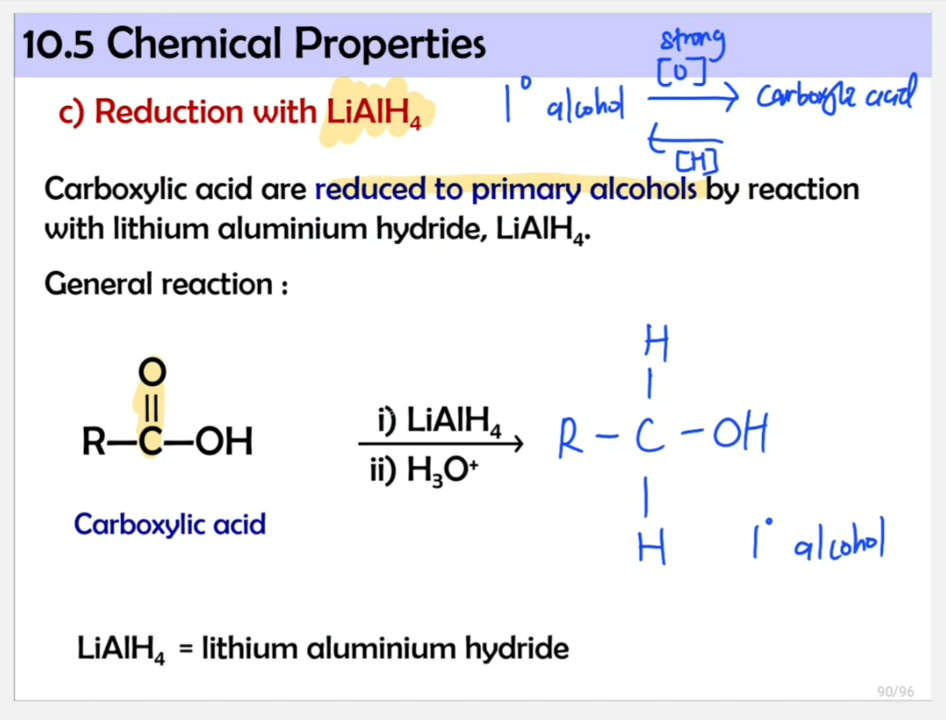 10.5 Chemical Properties
strong
[O]
c) Reduction with LiAlH₄
1° alcohol → carboxylic acid
[H]
Carboxylic acid are reduced to primary alcohols by reaction
with lithium aluminium hydride, LiAlH₄.
General reaction :
H
O
i) LiAlH₄
R—C—OH
R – C – OH
ii) H₃O⁺
Carboxylic acid
H
1° alcohol
LiAlH₄ = lithium aluminium hydride
90/96